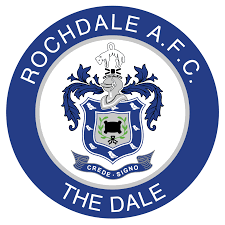 ROCHDALE A.F.C.
CREDE · SIGNO
THE DALE